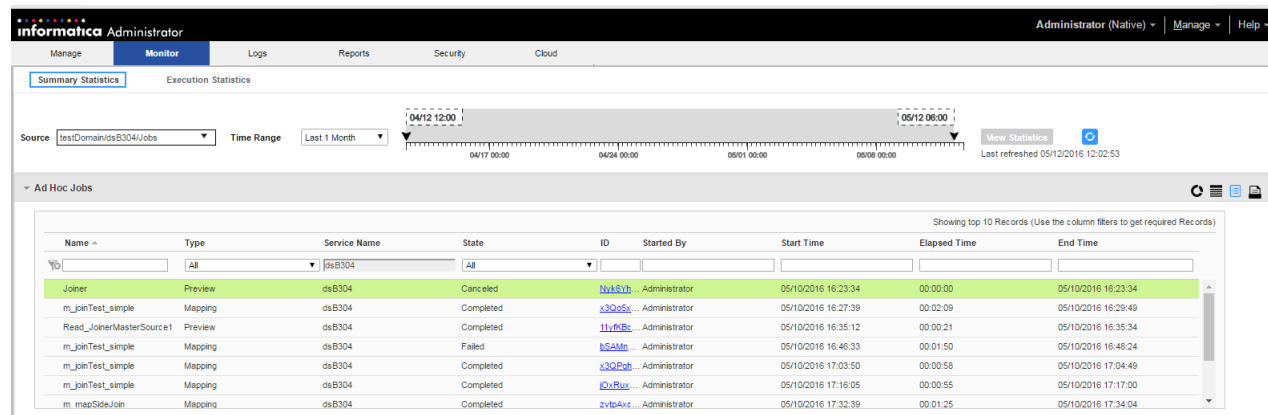 informatica Administrator
Administrator (Native) Manage Help
Manage Monitor Logs Reports Security Cloud
Summary Statistics Execution Statistics
04/12 12:00 05/12 06:00
Source testDomain/dsB304/Jobs Time Range Last 1 Month View Statistics
04/17 00:00 04/24 00:00 05/01 00:00 05/08 00:00 Last refreshed 05/12/2016 12:02:53
Ad Hoc Jobs
Showing top 10 Records (Use the column filters to get required Records)
Name Type Service Name State ID Started By Start Time Elapsed Time End Time
All dsB304 All
Joiner Preview dsB304 Canceled Nyk6Yh... Administrator 05/10/2016 16:23:34 00:00:00 05/10/2016 16:23:34
m_joinTest_simple Mapping dsB304 Completed x3Qo5x... Administrator 05/10/2016 16:27:39 00:02:09 05/10/2016 16:29:49
Read_JoinerMasterSource1 Preview dsB304 Completed 11yfKBc... Administrator 05/10/2016 16:35:12 00:00:21 05/10/2016 16:35:34
m_joinTest_simple Mapping dsB304 Failed bSAMn... Administrator 05/10/2016 16:46:33 00:01:50 05/10/2016 16:48:24
m_joinTest_simple Mapping dsB304 Completed x3QPqh... Administrator 05/10/2016 17:03:50 00:00:58 05/10/2016 17:04:49
m_joinTest_simple Mapping dsB304 Completed jOxRux... Administrator 05/10/2016 17:16:05 00:00:55 05/10/2016 17:17:00
m_mapSideJoin Mapping dsB304 Completed zvtpAxc... Administrator 05/10/2016 17:32:39 00:01:25 05/10/2016 17:34:04